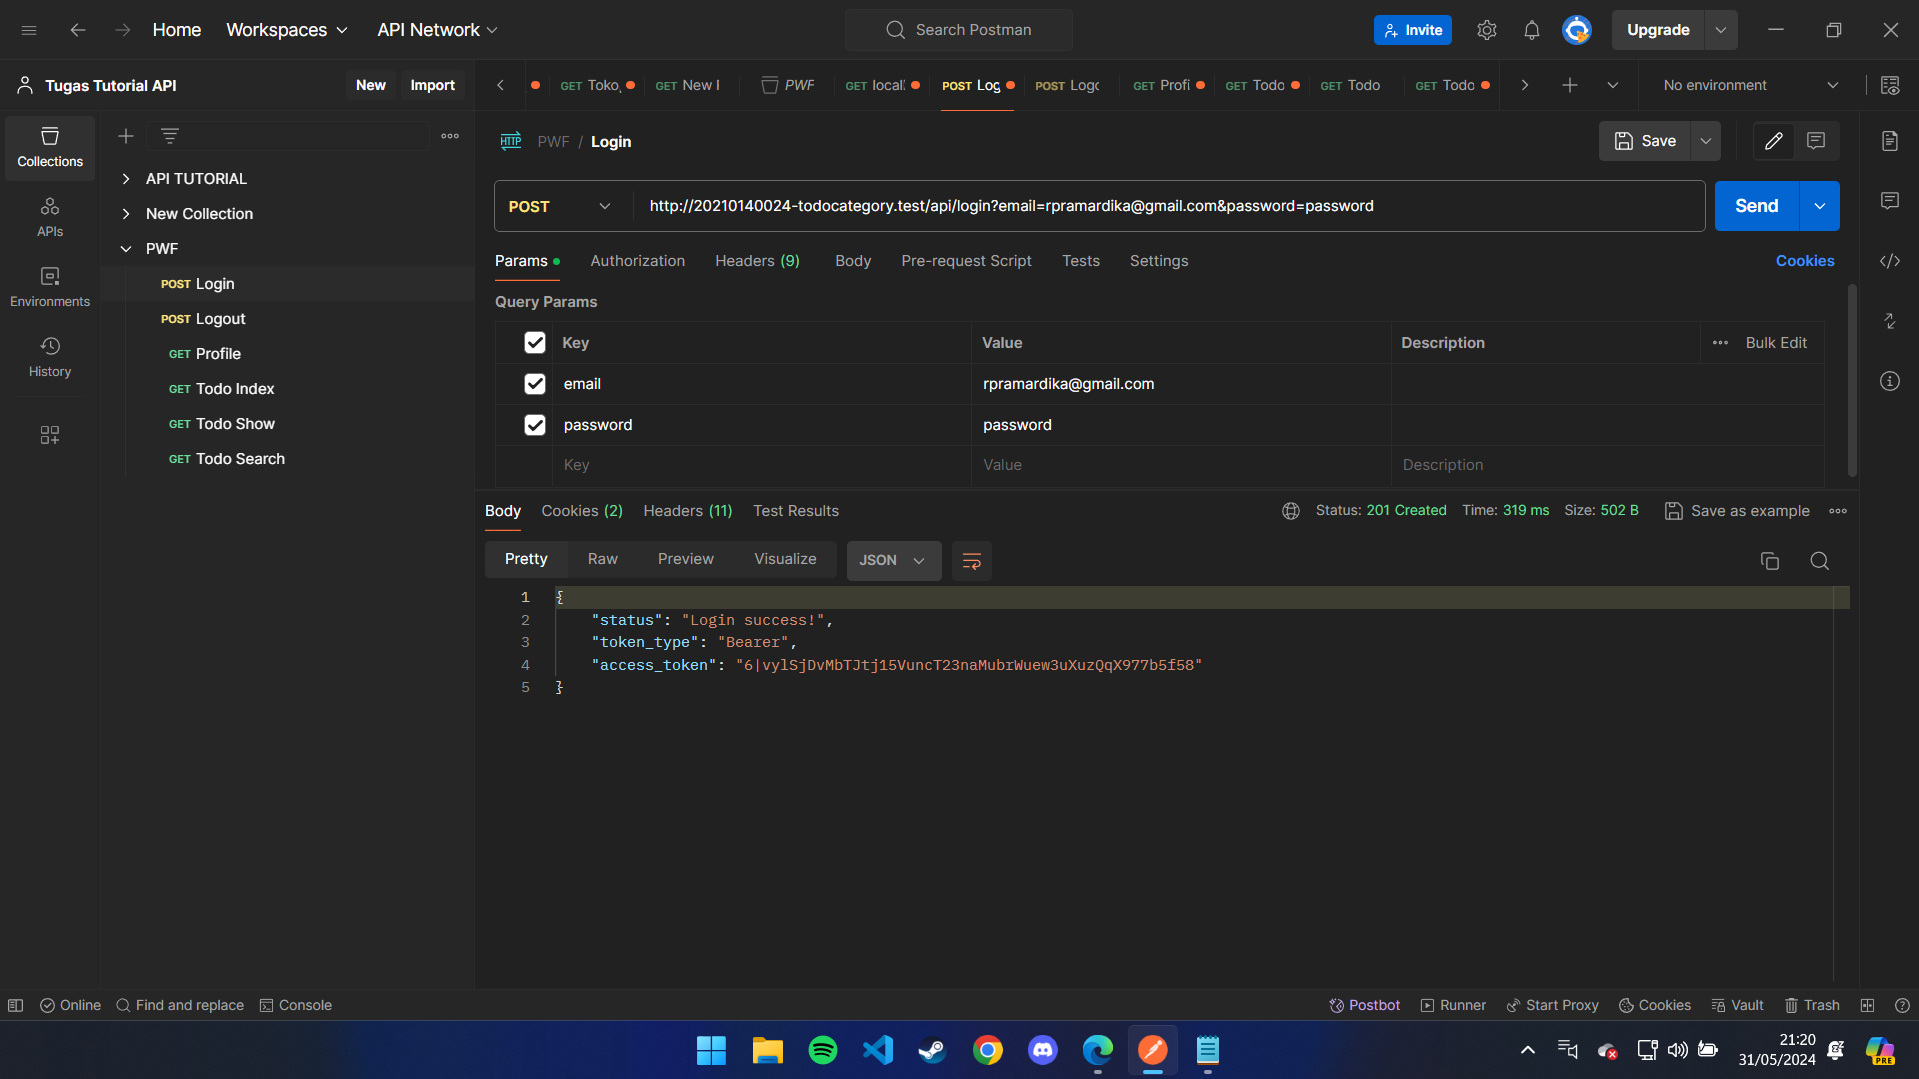 Home Workspaces API Network Search Postman Invite Upgrade
Tugas Tutorial API New Import
GET Toko GET New I PWF GET local POST Log POST Logo GET Profi GET Todo GET Todo GET Todo No environment
PWF / Login Save
Collections
APIs
Environments
History
API TUTORIAL
New Collection
PWF
POST Login
POST Logout
GET Profile
GET Todo Index
GET Todo Show
GET Todo Search
POST http://20210140024-todocategory.test/api/login?email=rpramardika@gmail.com&password=password Send
Params Authorization Headers (9) Body Pre-request Script Tests Settings Cookies
Query Params
Key Value Description Bulk Edit
email rpramardika@gmail.com
password password
Key Value Description
Body Cookies (2) Headers (11) Test Results Status: 201 Created Time: 319 ms Size: 502 B Save as example
Pretty Raw Preview Visualize JSON
1 {
2 "status": "Login success!",
3 "token_type": "Bearer",
4 "access_token": "6|vylSjDvMbTJtj15VuncT23naMubrWuew3uXuzQqX977b5f58"
5 }
Online Find and replace Console Postbot Runner Start Proxy Cookies Vault Trash
21:20
31/05/2024
PRE